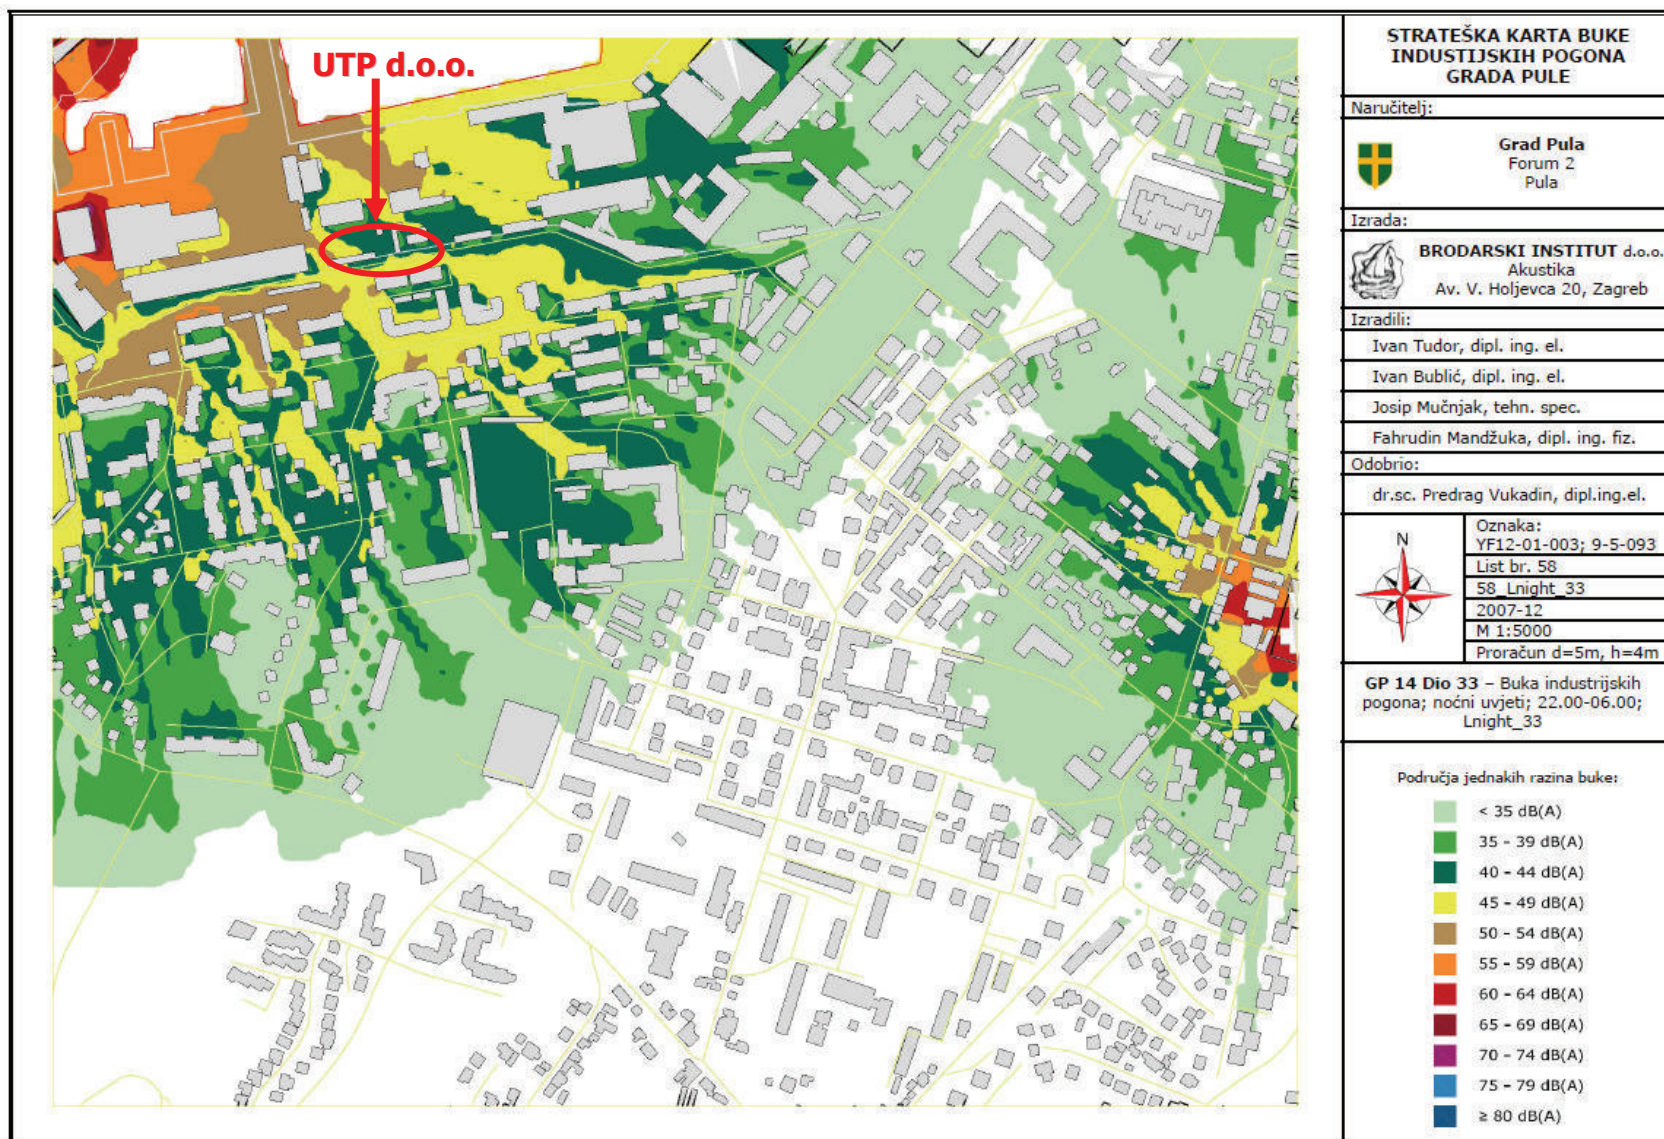 UTP d.o.o.
STRATEŠKA KARTA BUKE
INDUSTIJSKIH POGONA
GRADA PULE
Naručitelj:
Grad Pula
Forum 2
Pula
Izrada:
BRODARSKI INSTITUT d.o.o.
Akustika
Av. V. Holjevca 20, Zagreb
Izradili:
Ivan Tudor, dipl. ing. el.
Ivan Bublić, dipl. ing. el.
Josip Mučnjak, tehn. spec.
Fahrudin Mandžuka, dipl. ing. fiz.
Odobrio:
dr.sc. Predrag Vukadin, dipl.ing.el.
N
Oznaka:
YF12-01-003; 9-5-093
List br. 58
58_Lnight_33
2007-12
M 1:5000
Proračun d=5m, h=4m
GP 14 Dio 33 – Buka industrijskih
pogona; noćni uvjeti; 22.00-06.00;
Lnight_33
Područja jednakih razina buke:
< 35 dB(A)
35 - 39 dB(A)
40 - 44 dB(A)
45 - 49 dB(A)
50 - 54 dB(A)
55 - 59 dB(A)
60 - 64 dB(A)
65 - 69 dB(A)
70 - 74 dB(A)
75 - 79 dB(A)
≥ 80 dB(A)